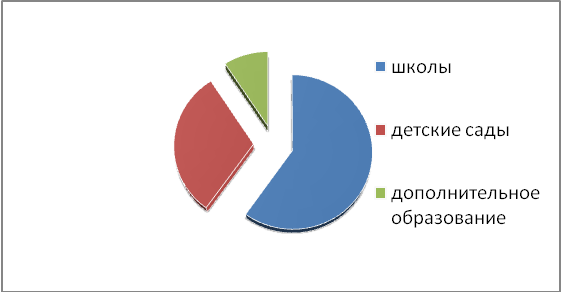 школы
детские сады
дополнительное
образование